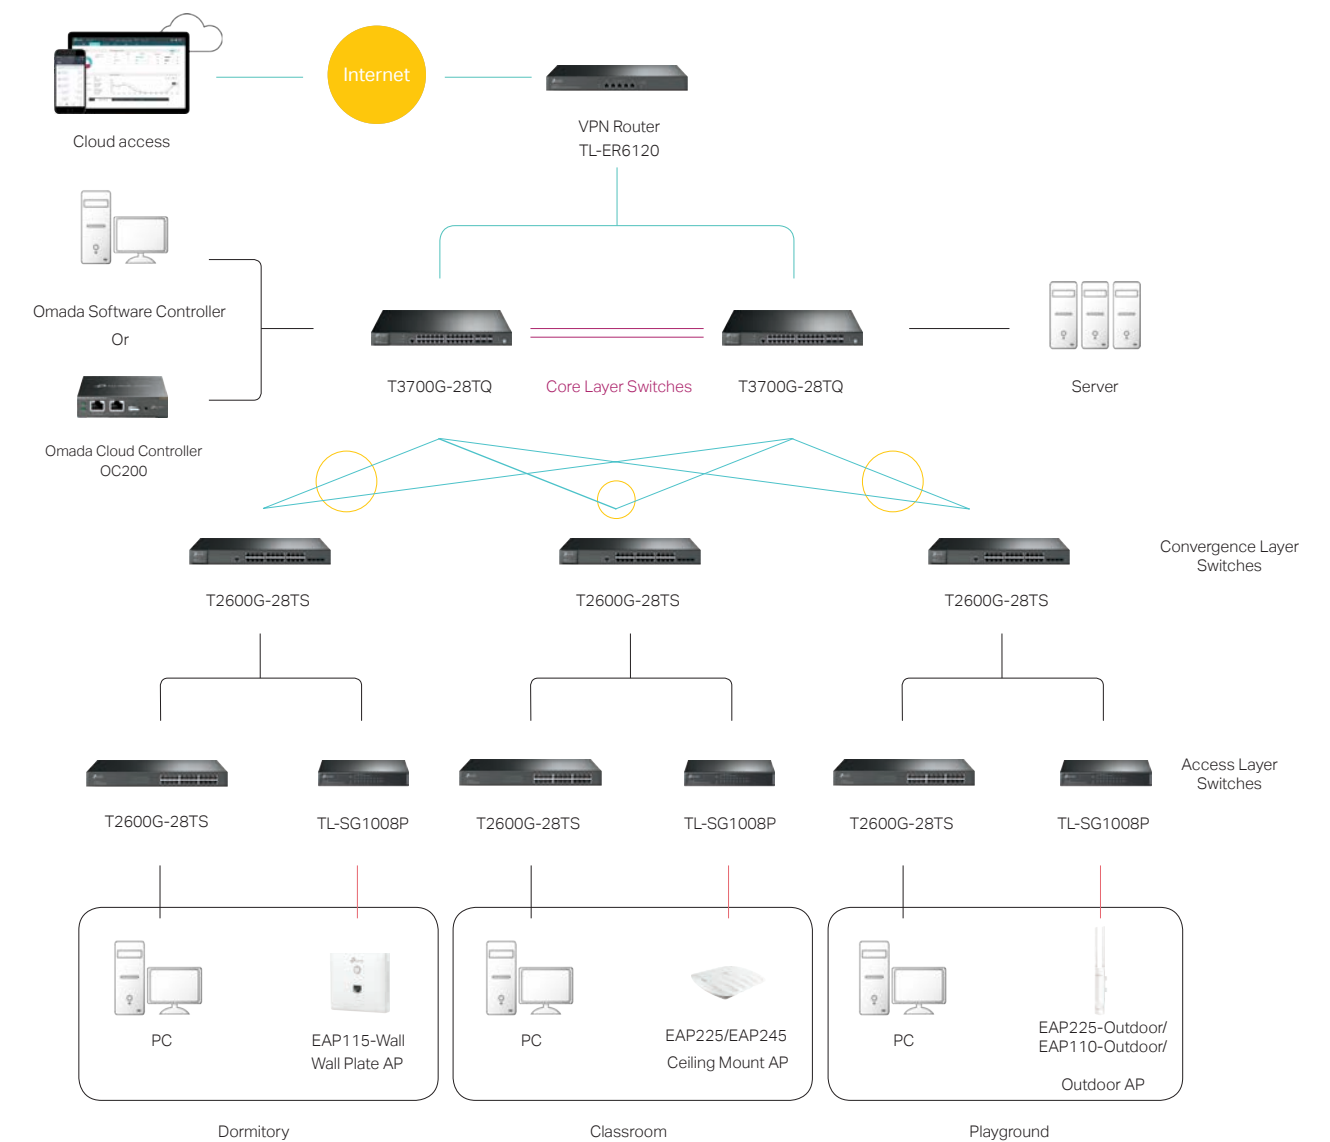 Internet
Cloud access
VPN Router
TL-ER6120
Omada Software Controller
Or
Omada Cloud Controller
OC200
T3700G-28TQ
Core Layer Switches
T3700G-28TQ
Server
T2600G-28TS
T2600G-28TS
T2600G-28TS
Convergence Layer
Switches
T2600G-28TS
TL-SG1008P
T2600G-28TS
TL-SG1008P
T2600G-28TS
TL-SG1008P
Access Layer
Switches
PC
EAP115-Wall
Wall Plate AP
PC
EAP225/EAP245
Ceiling Mount AP
PC
EAP225-Outdoor/
EAP110-Outdoor/
Outdoor AP
Dormitory
Classroom
Playground